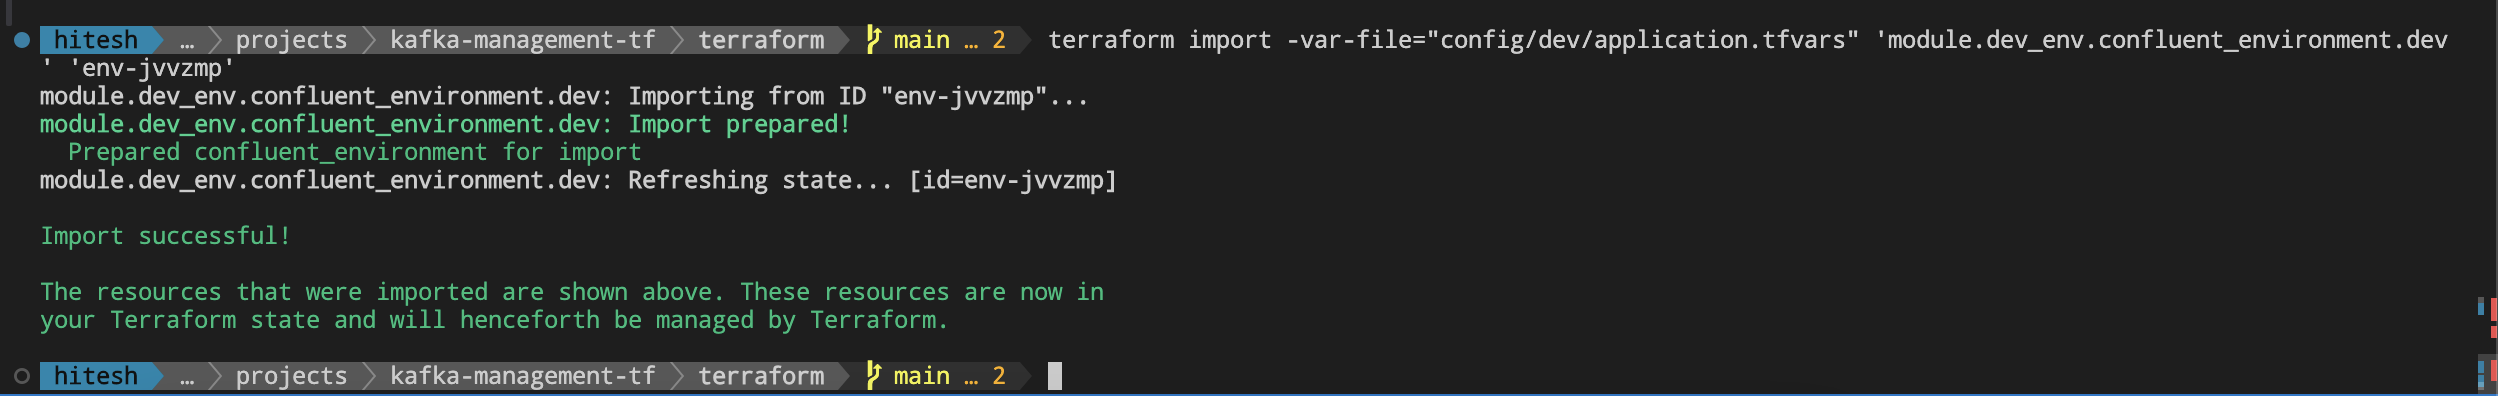 hitesh … projects kafka-management-tf terraform main … 2 terraform import -var-file="config/dev/application.tfvars" 'module.dev_env.confluent_environment.dev
' 'env-jvvzmp'
module.dev_env.confluent_environment.dev: Importing from ID "env-jvvzmp"...
module.dev_env.confluent_environment.dev: Import prepared!
  Prepared confluent_environment for import
module.dev_env.confluent_environment.dev: Refreshing state... [id=env-jvvzmp]
Import successful!
The resources that were imported are shown above. These resources are now in
your Terraform state and will henceforth be managed by Terraform.
hitesh … projects kafka-management-tf terraform main … 2